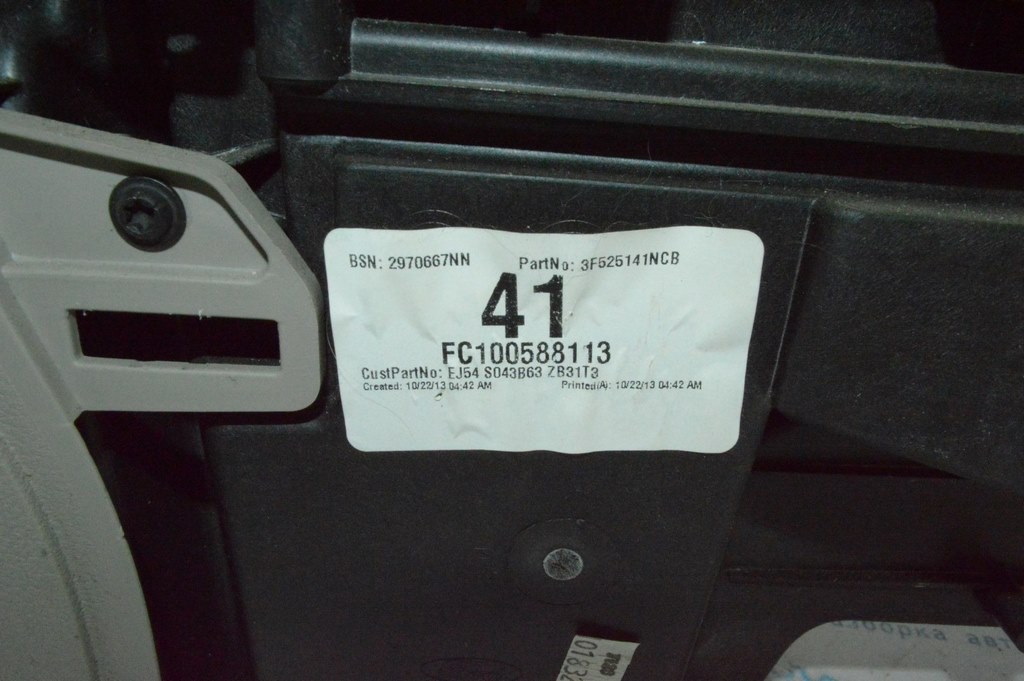 BSN: 2970667NN PartNo: 3F525141NCB
41
FC100588113
CustPartNo: EJ54 S043B63 ZB31T3
Created: 10/22/13 04:42 AM Printed(A): 10/22/13 04:42 AM